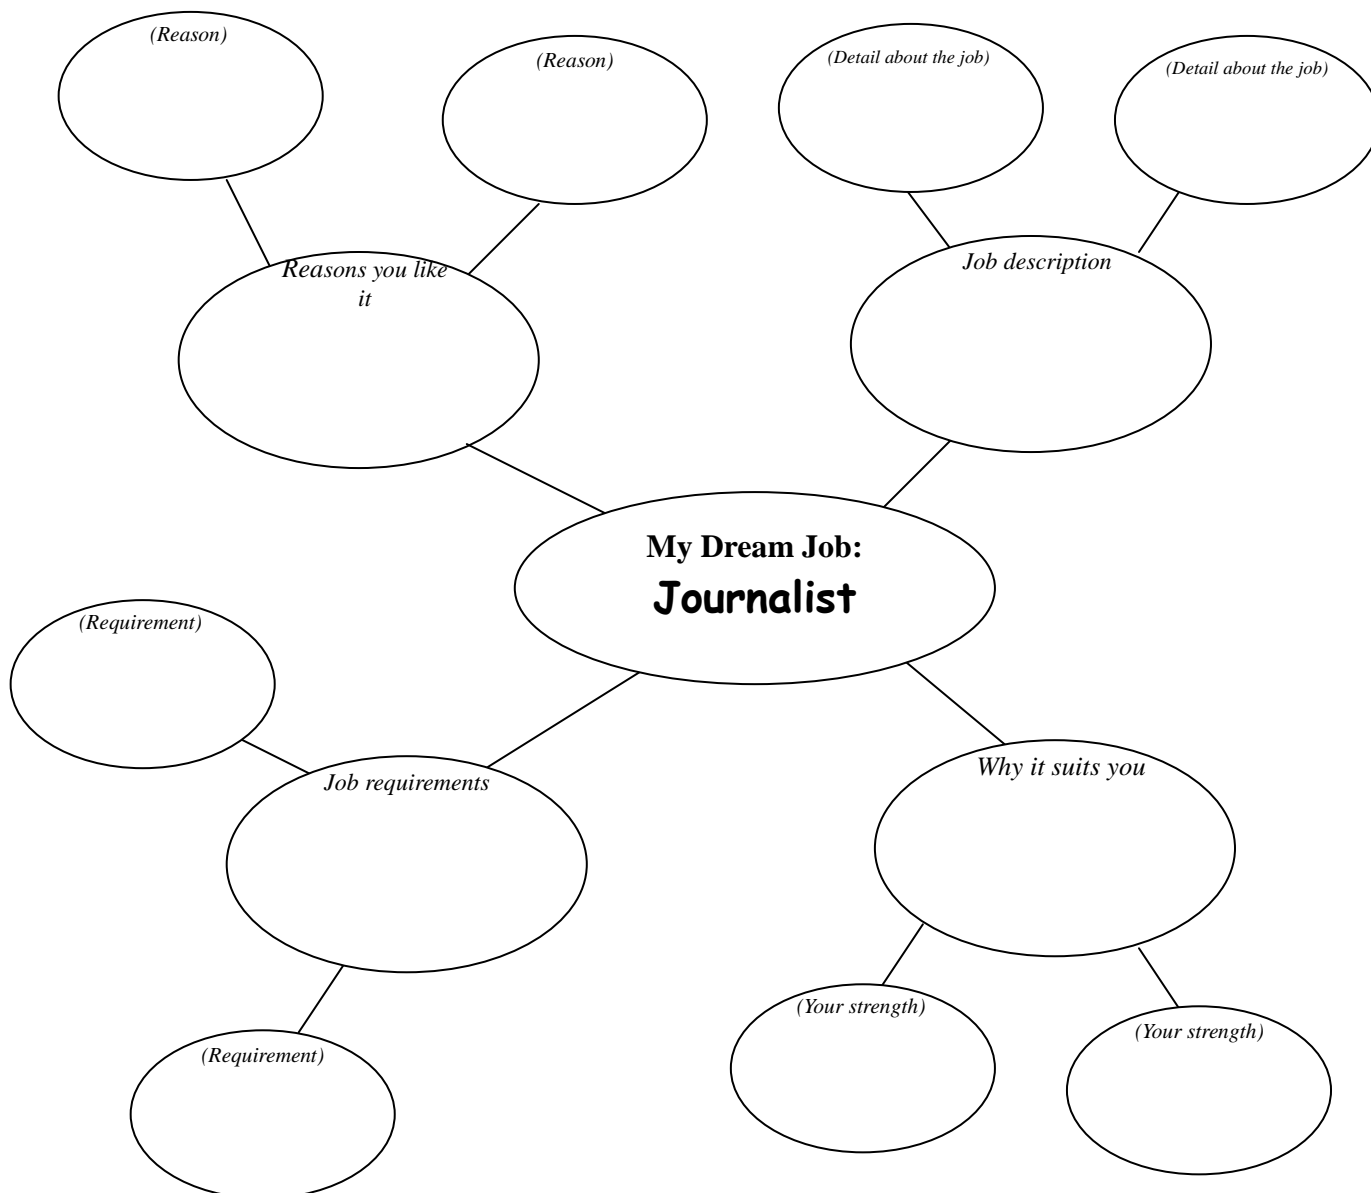 (Reason)
(Reason)
(Detail about the job)
(Detail about the job)
Reasons you like
it
Job description
My Dream Job:
Journalist
(Requirement)
Job requirements
Why it suits you
(Requirement)
(Your strength)
(Your strength)